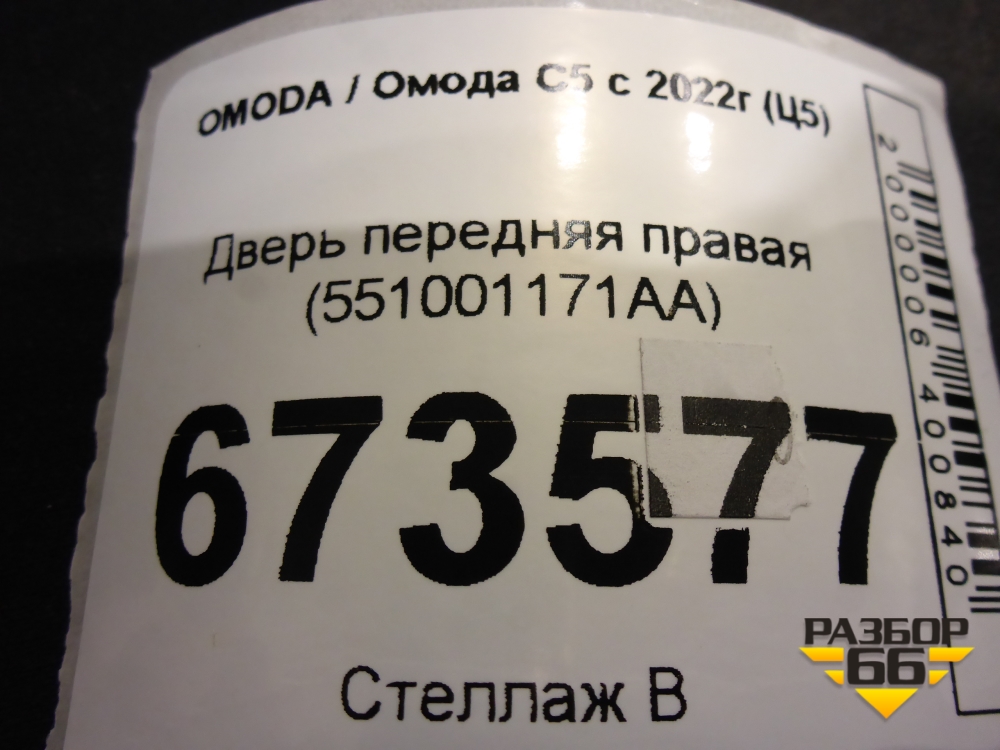 OMODA / Омода C5 с 2022г (Ц5)
Дверь передняя правая
(551001171AA)
673577
Стеллаж В
2000006400840
РАЗБОР
66